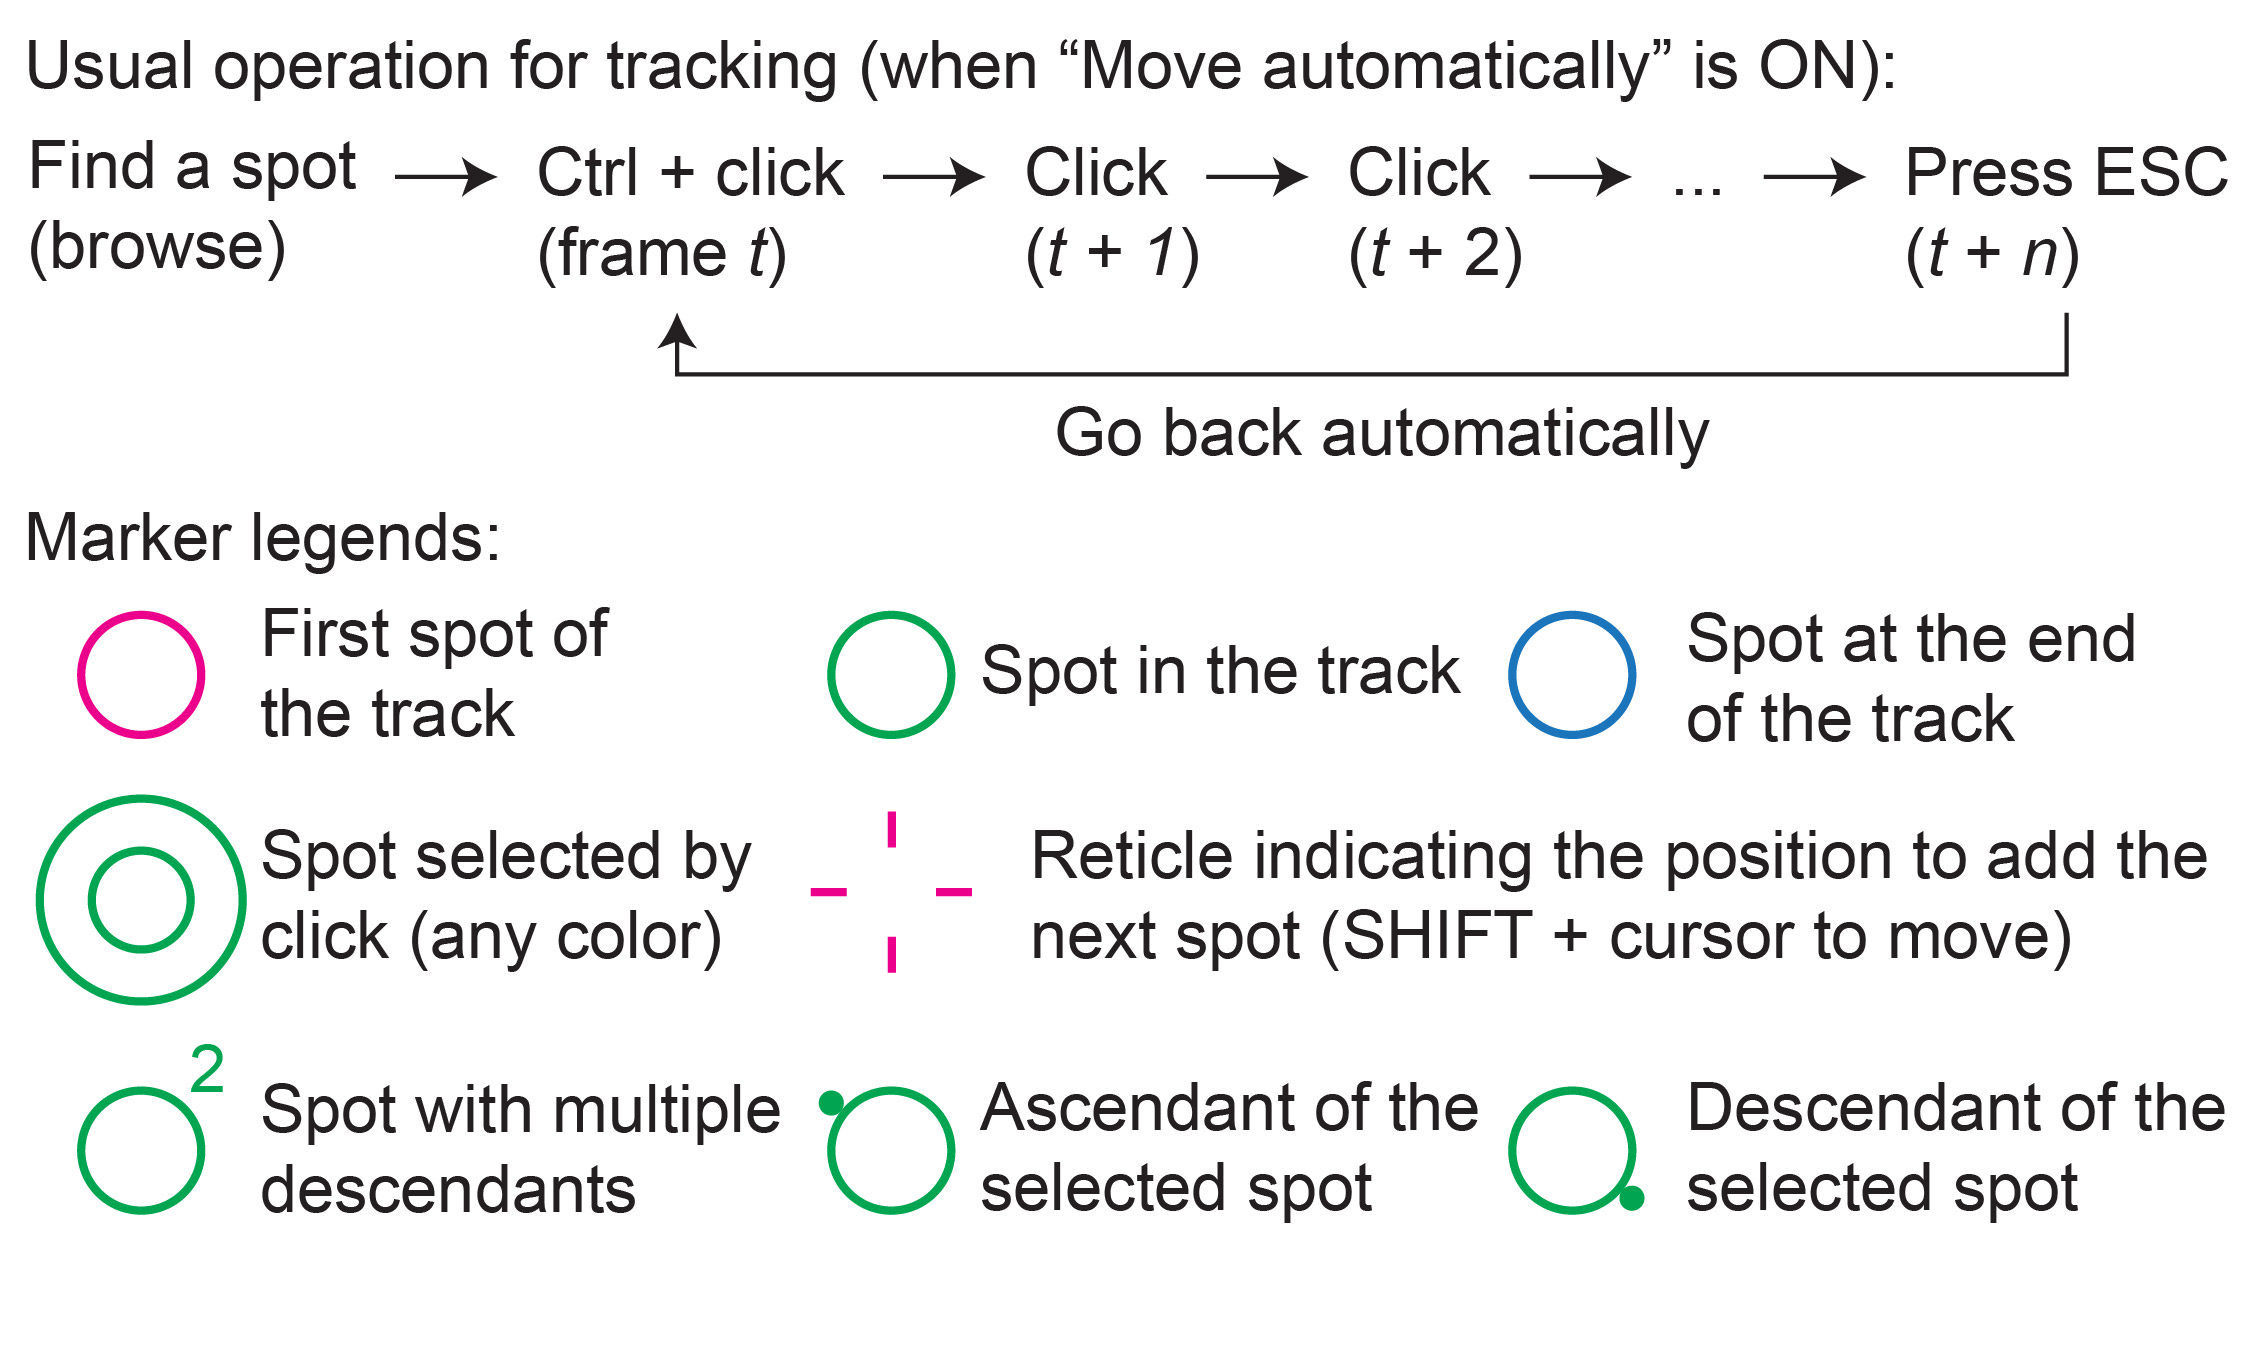 Usual operation for tracking (when “Move automatically” is ON):
Find a spot → Ctrl + click → Click → Click → ... → Press ESC
(browse) (frame t) (t + 1) (t + 2) (t + n)
Go back automatically
Marker legends:
First spot of
the track
Spot in the track
Spot at the end
of the track
Spot selected by
click (any color)
Reticle indicating the position to add the
next spot (SHIFT + cursor to move)
2
Spot with multiple
descendants
Ascendant of the
selected spot
Descendant of the
selected spot